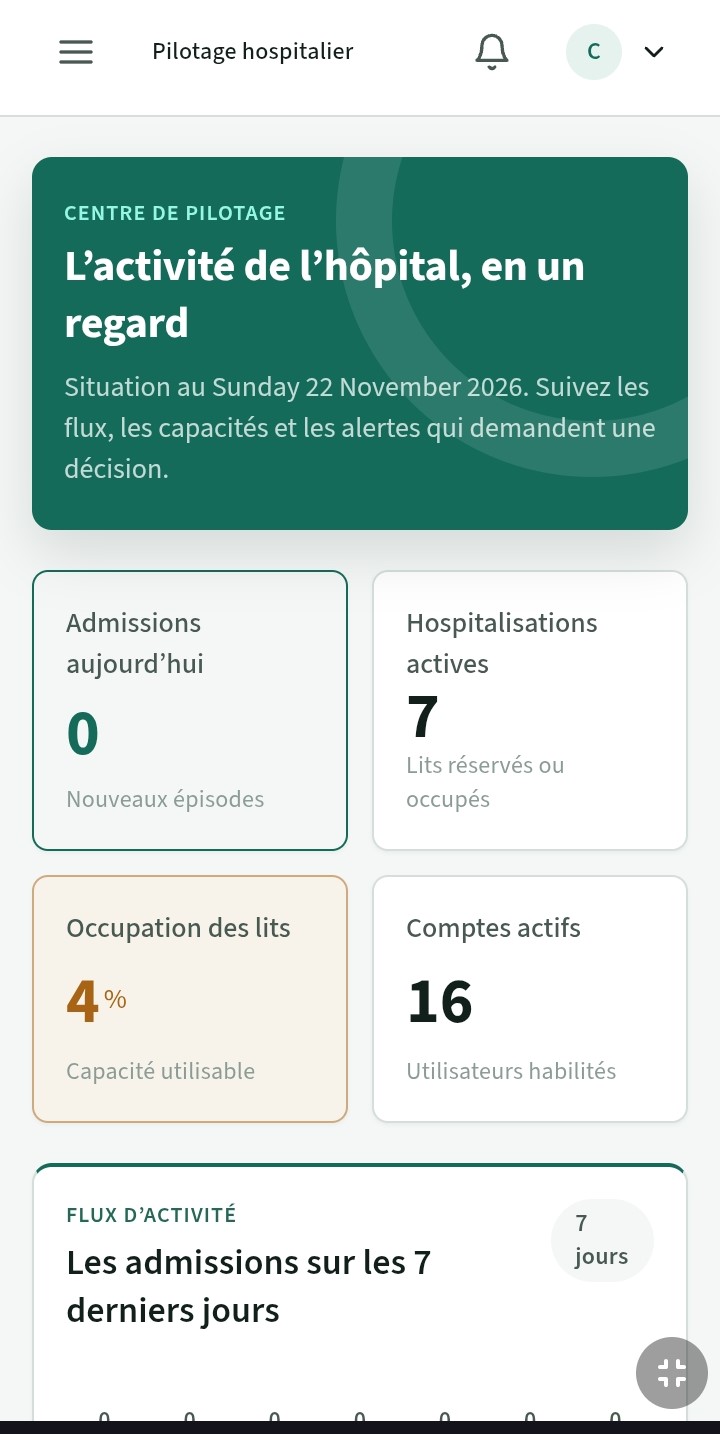 Pilotage hospitalier
C
CENTRE DE PILOTAGE
L’activité de l’hôpital, en un
regard
Situation au Sunday 22 November 2026. Suivez les
flux, les capacités et les alertes qui demandent une
décision.
Admissions
aujourd’hui
0
Nouveaux épisodes
Hospitalisations
actives
7
Lits réservés ou
occupés
Occupation des lits
4 %
Capacité utilisable
Comptes actifs
16
Utilisateurs habilités
FLUX D’ACTIVITÉ
Les admissions sur les 7
derniers jours
7
jours